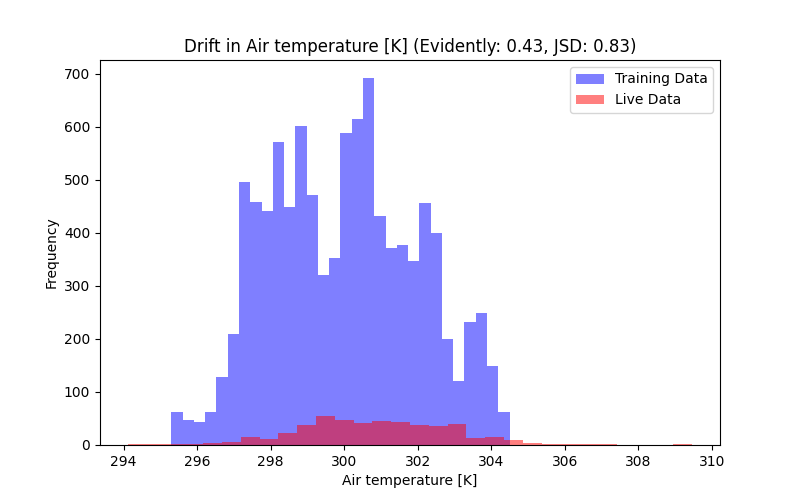 Drift in Air temperature [K] (Evidently: 0.43, JSD: 0.83)
Training Data
Live Data
700
600
500
400
300
200
100
0
Frequency
294 296 298 300 302 304 306 308 310
Air temperature [K]